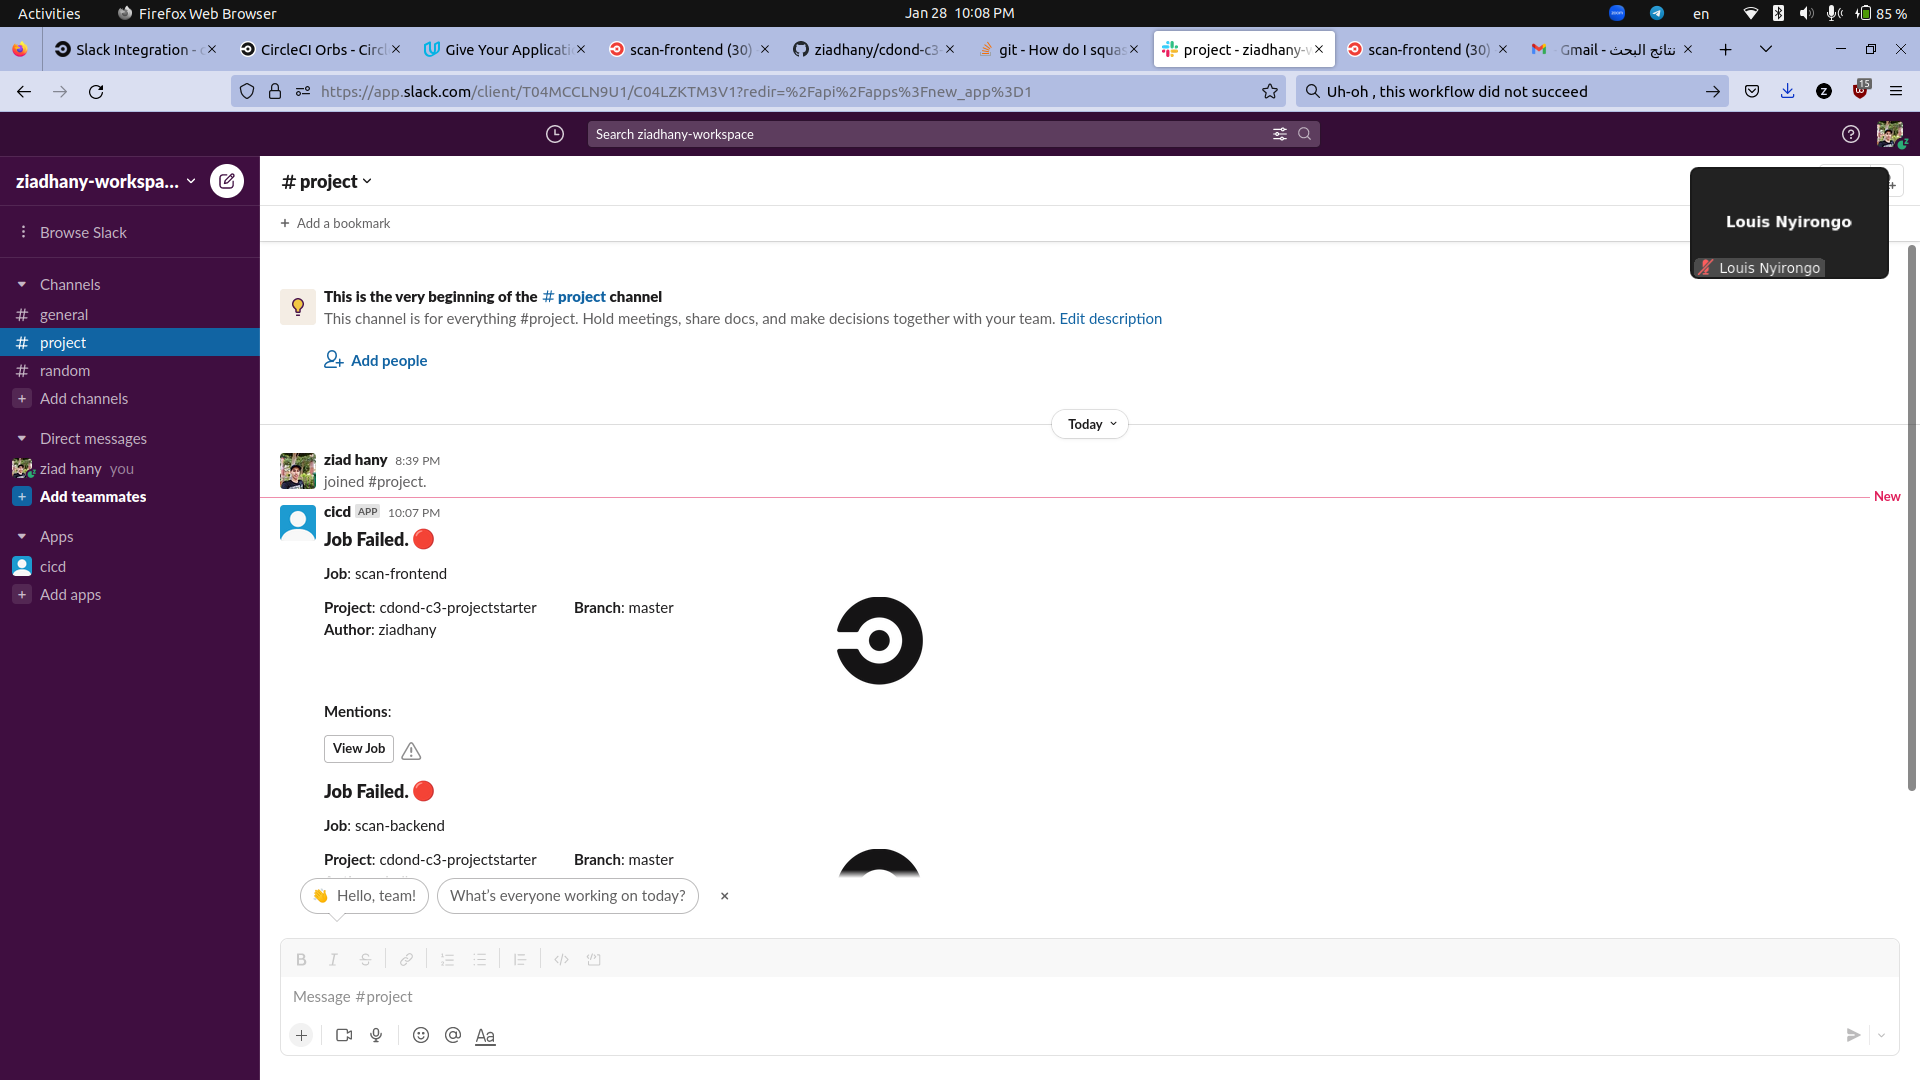 Activities
Firefox Web Browser
Jan 28 10:08 PM
en
85 %
Slack Integration -
CircleCI Orbs - Circl
Give Your Applicati
scan-frontend (30)
ziadhany/cdond-c3-
git - How do I squas
project - ziadhany-w
scan-frontend (30)
نتائج البحث - Gmail -
https://app.slack.com/client/T04MCCLN9U1/C04LZKTM3V1?redir=%2Fapi%2Fapps%3Fnew_app%3D1
Uh-oh , this workflow did not succeed
15
Search ziadhany-workspace
ziadhany-workspa...
Browse Slack
Channels
# general
# project
# random
+ Add channels
Direct messages
ziad hany you
+ Add teammates
Apps
cicd
+ Add apps
# project
+ Add a bookmark
Louis Nyirongo
Louis Nyirongo
This is the very beginning of the # project channel
This channel is for everything #project. Hold meetings, share docs, and make decisions together with your team. Edit description
Add people
Today
ziad hany 8:39 PM
joined #project.
New
cicd APP 10:07 PM
Job Failed. 🔴
Job: scan-frontend
Project: cdond-c3-projectstarter Branch: master
Author: ziadhany
Mentions:
View Job
Job Failed. 🔴
Job: scan-backend
Project: cdond-c3-projectstarter Branch: master
👋 Hello, team!
What's everyone working on today?
Message #project
Aa